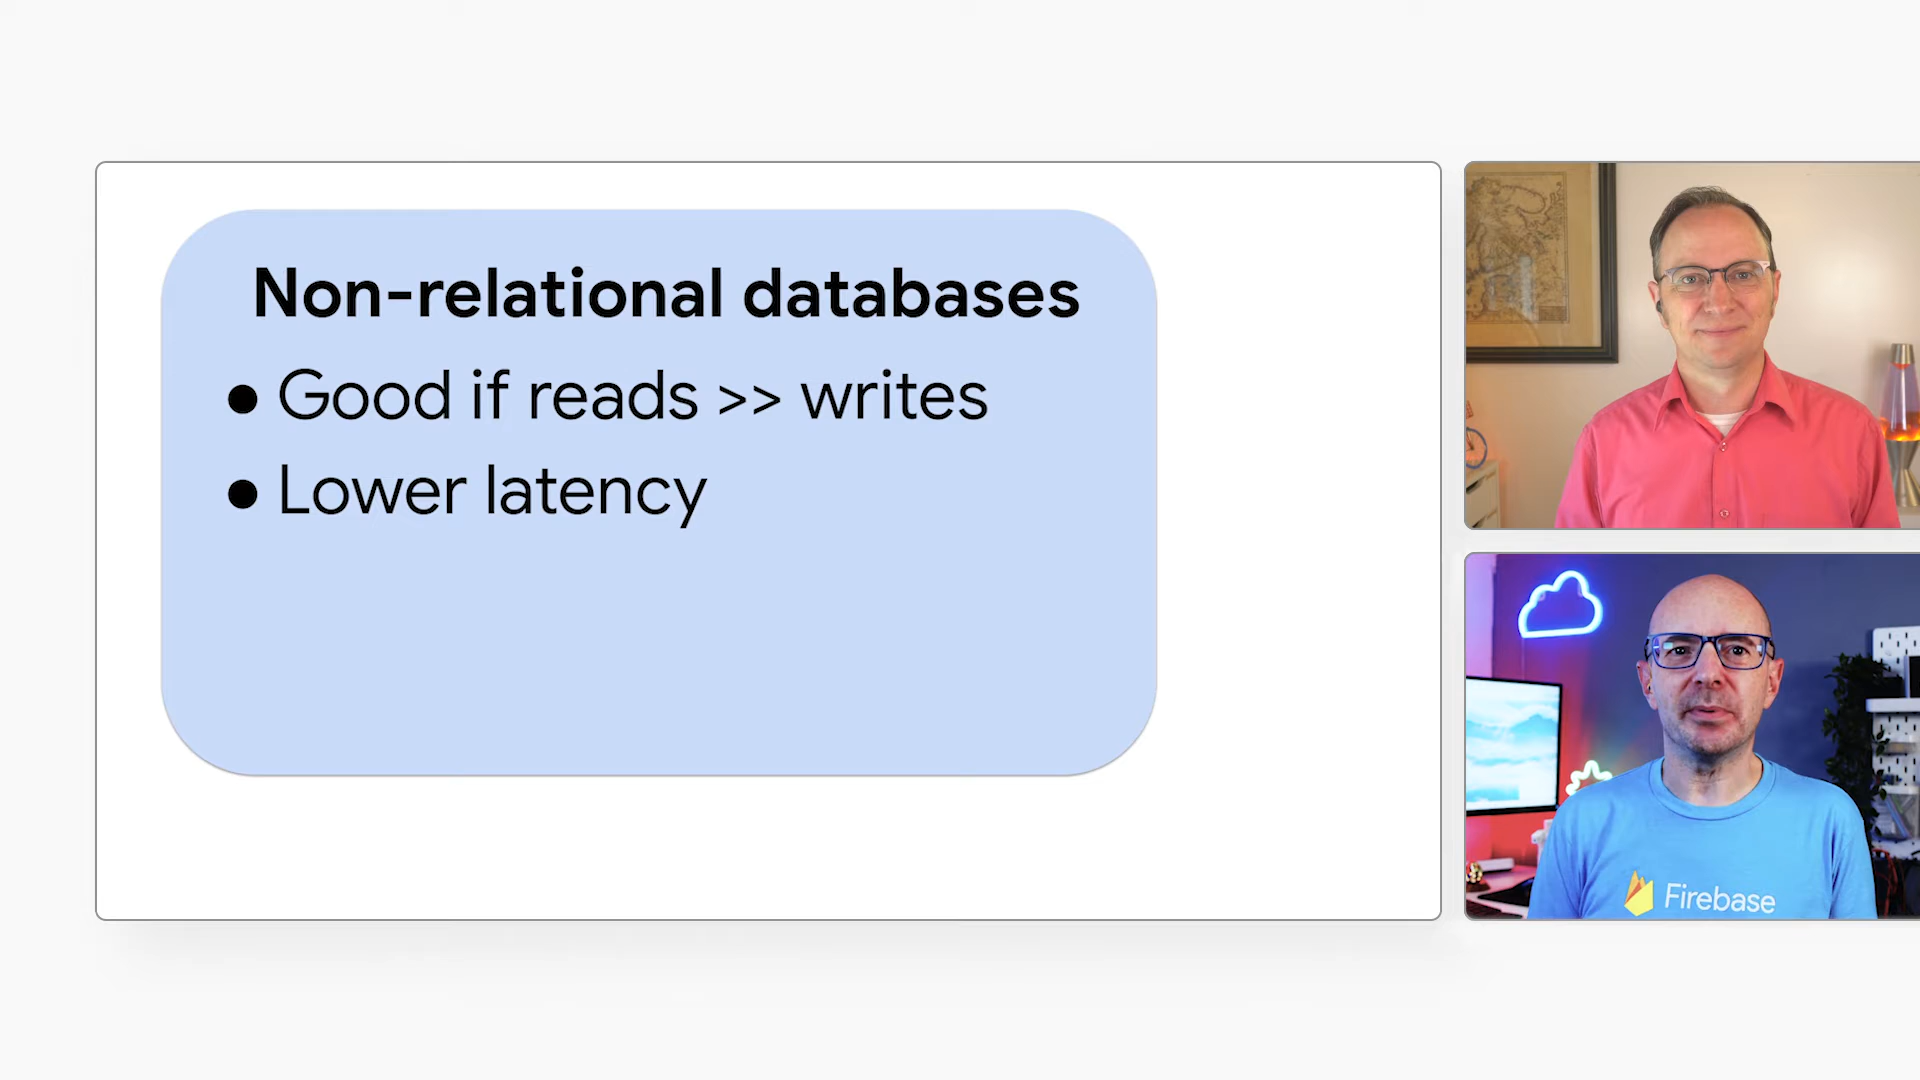 Non-relational databases
● Good if reads >> writes
● Lower latency
Firebase